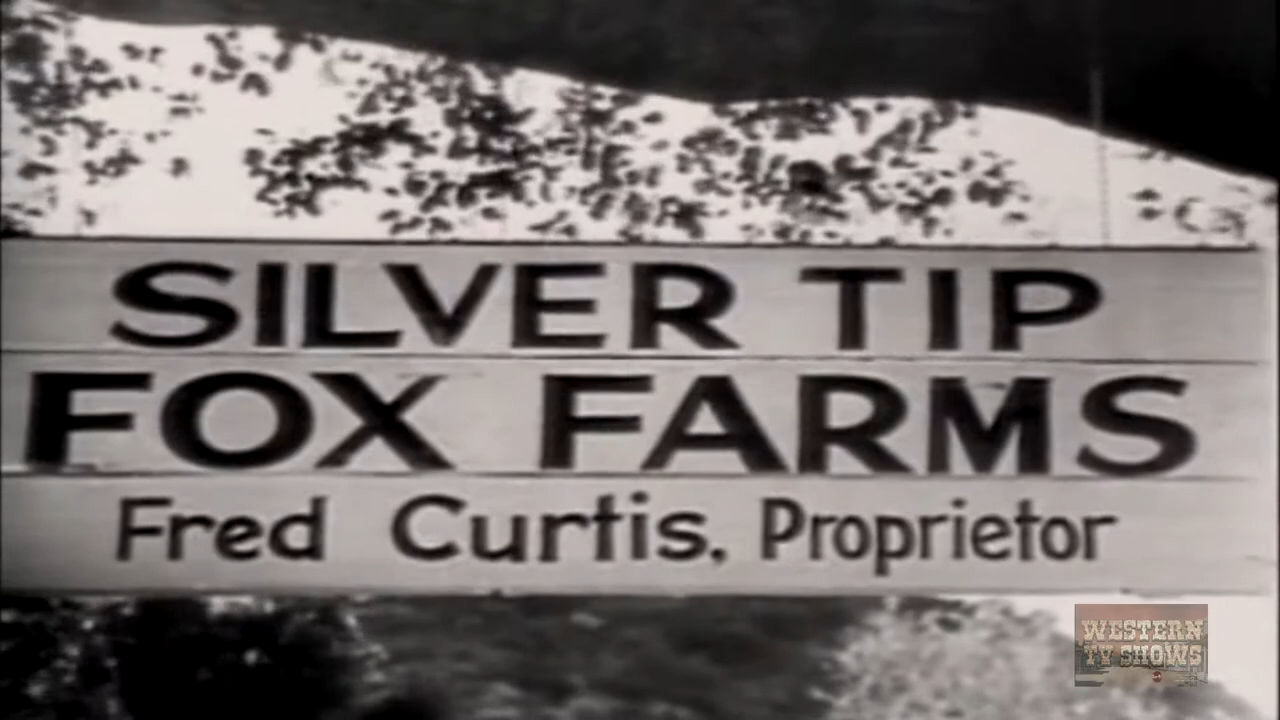 SILVER TIP
FOX FARMS
Fred Curtis, Proprietor
WESTERN
TV SHOWS